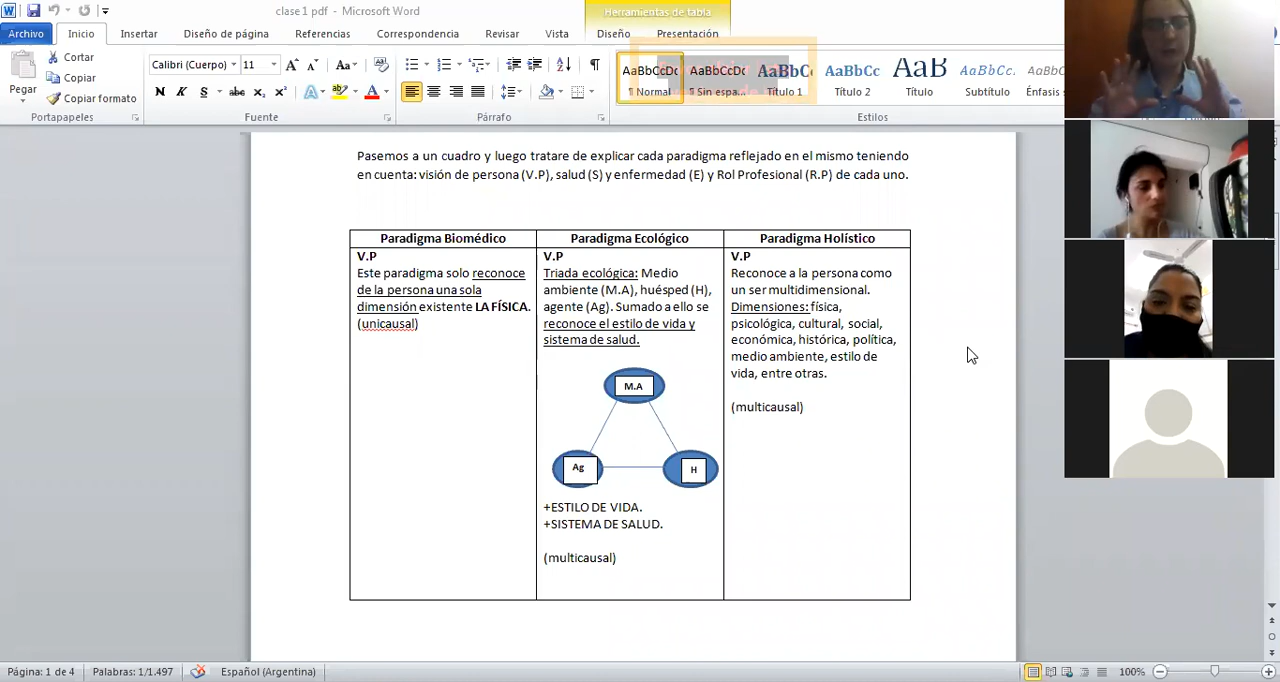 clase 1 pdf - Microsoft Word
Herramientas de tabla
Archivo Inicio Insertar Diseño de página Referencias Correspondencia Revisar Vista Diseño Presentación
Cortar
Copiar
Copiar formato
Pegar
Portapapeles
Calibri (Cuerpo) 11
N K S abc x₂ x²
Fuente
Párrafo
AaBbCcDc AaBbCcDc AaBbC AaBbCc AaB AaBbCc. AaBbCc
¶ Normal ¶ Sin espa... Título 1 Título 2 Título Subtítulo Énfasis s
Estilos
Pasemos a un cuadro y luego tratare de explicar cada paradigma reflejado en el mismo teniendo
en cuenta: visión de persona (V.P), salud (S) y enfermedad (E) y Rol Profesional (R.P) de cada uno.
Paradigma Biomédico
V.P
Este paradigma solo reconoce
de la persona una sola
dimensión existente LA FÍSICA.
(unicausal)
Paradigma Ecológico
V.P
Triada ecológica: Medio
ambiente (M.A), huésped (H),
agente (Ag). Sumado a ello se
reconoce el estilo de vida y
sistema de salud.
M.A
Ag
H
+ESTILO DE VIDA.
+SISTEMA DE SALUD.
(multicausal)
Paradigma Holístico
V.P
Reconoce a la persona como
un ser multidimensional.
Dimensiones: física,
psicológica, cultural, social,
económica, histórica, política,
medio ambiente, estilo de
vida, entre otras.
(multicausal)
Página: 1 de 4 Palabras: 1/1.497 Español (Argentina) 100%